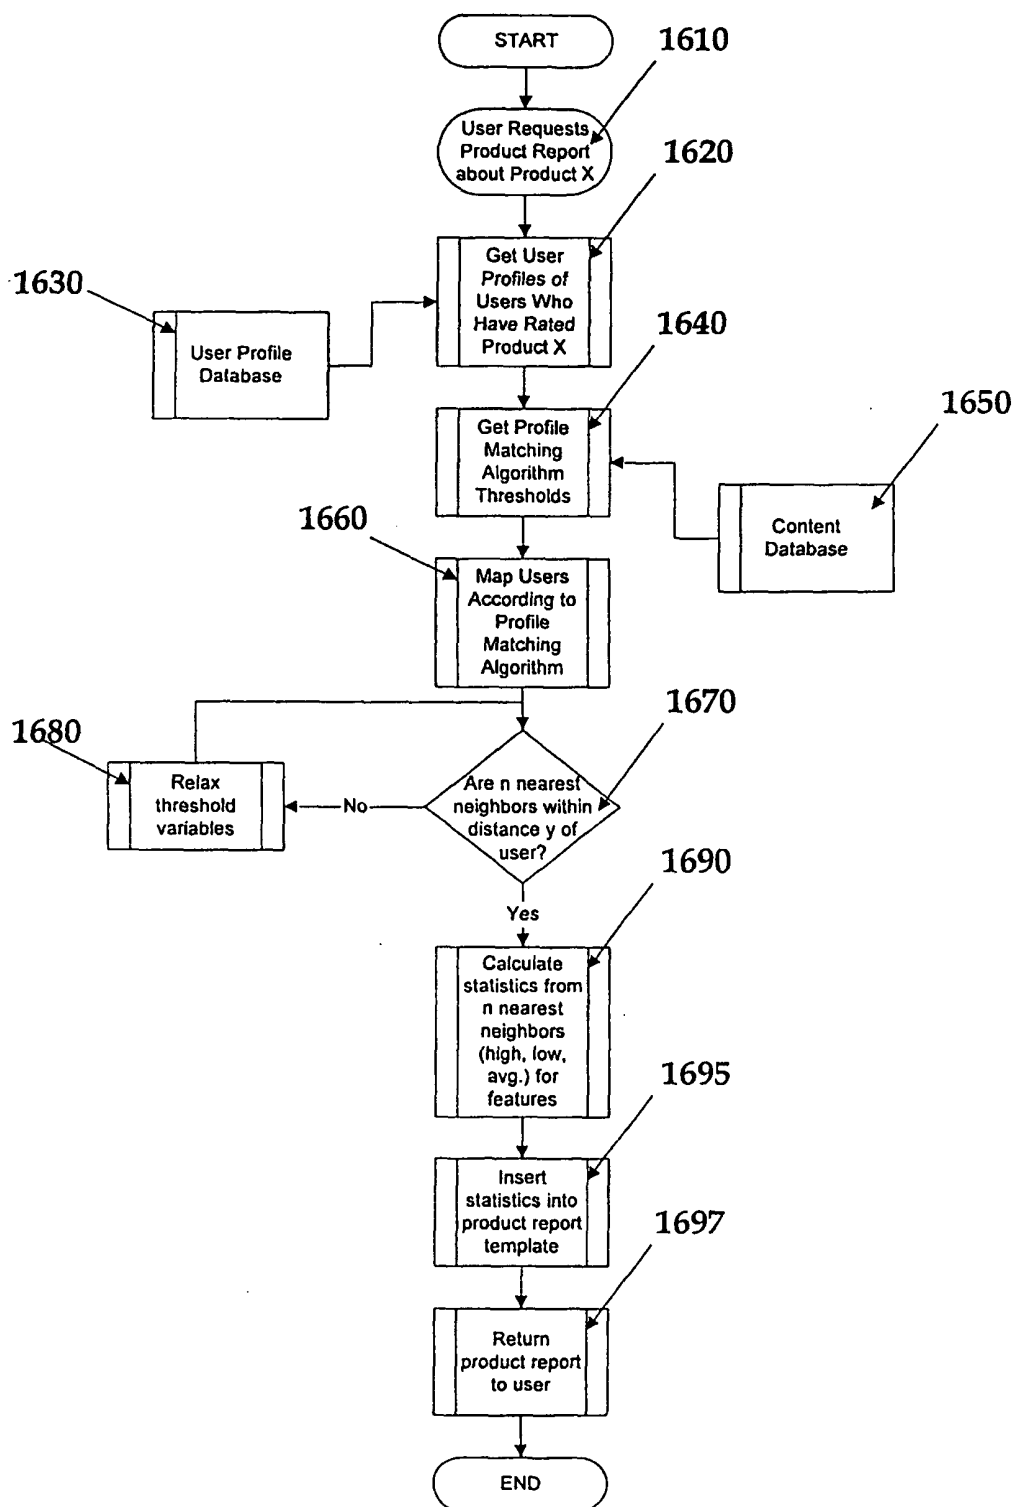 START
1610
User Requests
Product Report
about Product X
1620
Get User
Profiles of
Users Who
Have Rated
Product X
1630
User Profile
Database
1640
Get Profile
Matching
Algorithm
Thresholds
1650
Content
Database
1660
Map Users
According to
Profile
Matching
Algorithm
1670
Are n nearest
neighbors within
distance y of
user?
No
1680
Relax
threshold
variables
Yes
1690
Calculate
statistics from
n nearest
neighbors
(high, low,
avg.) for
features
1695
Insert
statistics into
product report
template
1697
Return
product report
to user
END